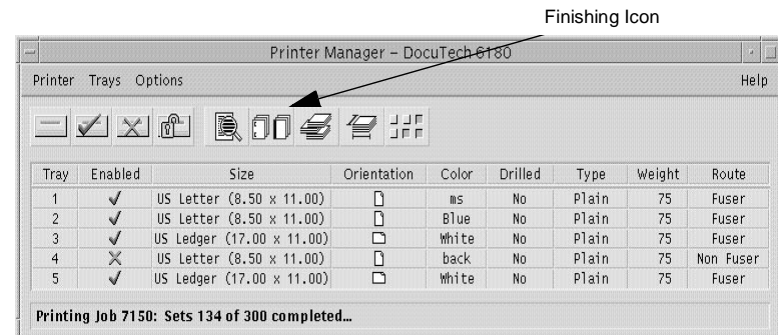 Finishing Icon
Printer Manager – DocuTech 6180
Printer Trays Options Help
Tray Enabled Size Orientation Color Drilled Type Weight Route
1 US Letter (8.50 x 11.00) ms No Plain 75 Fuser
2 US Letter (8.50 x 11.00) Blue No Plain 75 Fuser
3 US Ledger (17.00 x 11.00) White No Plain 75 Fuser
4 US Letter (8.50 x 11.00) back No Plain 75 Non Fuser
5 US Ledger (17.00 x 11.00) White No Plain 75 Fuser
Printing Job 7150: Sets 134 of 300 completed...